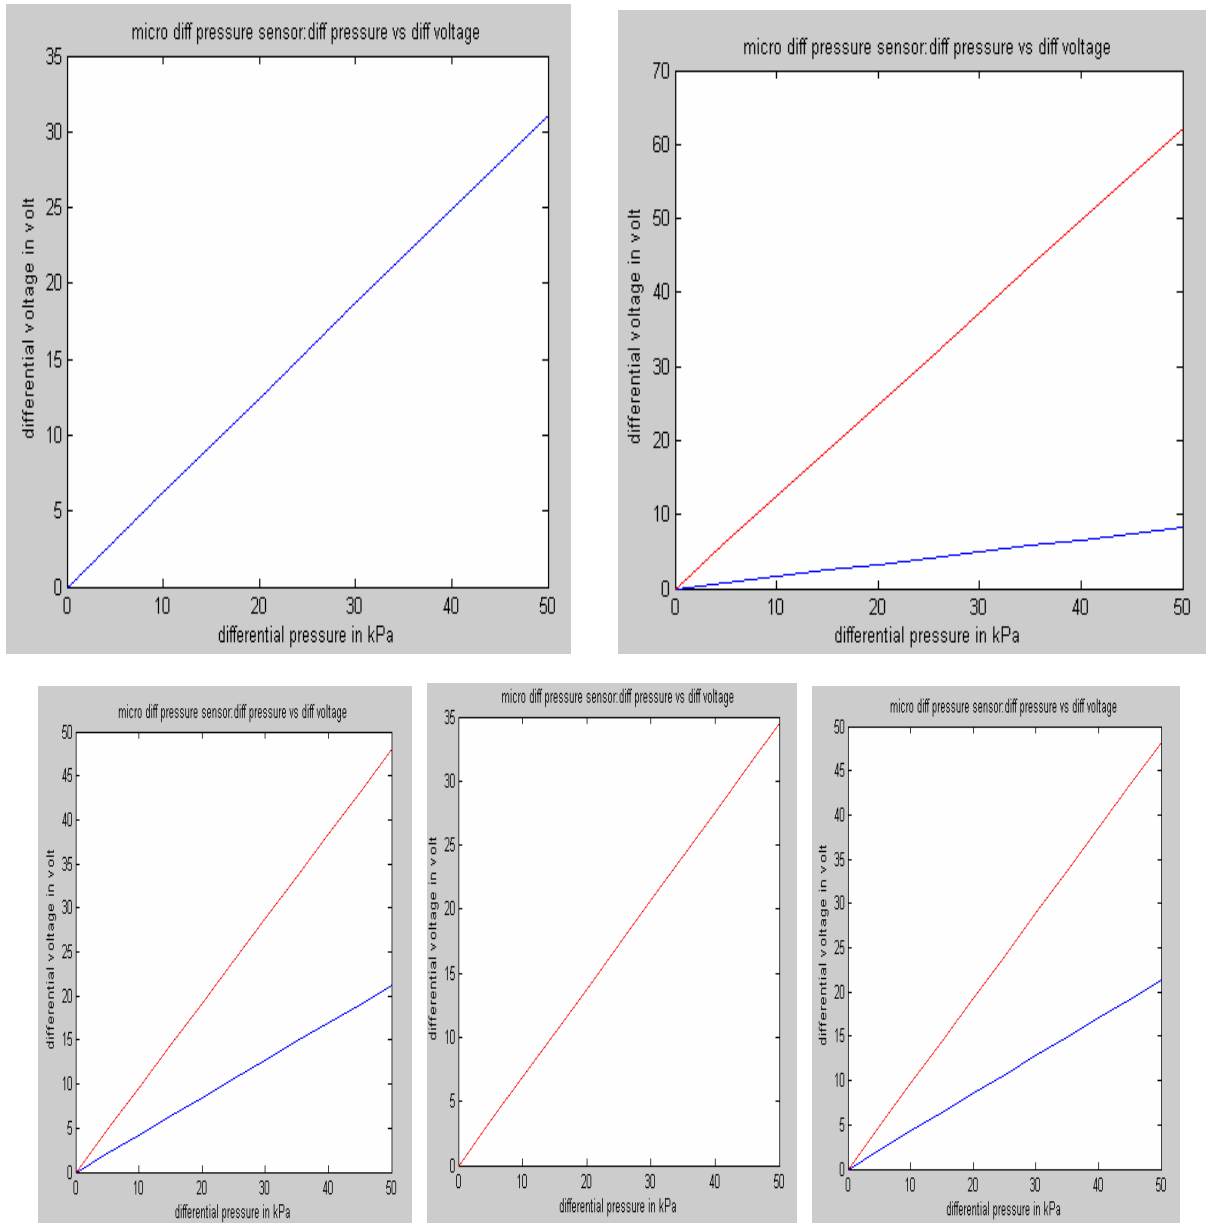 micro diff pressure sensor:diff pressure vs diff voltage
35
30
25
20
15
10
5
0
differential voltage in volt
0 10 20 30 40 50
differential pressure in kPa
micro diff pressure sensor:diff pressure vs diff voltage
70
60
50
40
30
20
10
0
differential voltage in volt
0 10 20 30 40 50
differential pressure in kPa
micro diff pressure sensor:diff pressure vs diff voltage
50
45
40
35
30
25
20
15
10
5
0
differential voltage in volt
0 10 20 30 40 50
differential pressure in kPa
micro diff pressure sensor:diff pressure vs diff voltage
35
30
25
20
15
10
5
0
differential voltage in volt
0 10 20 30 40 50
differential pressure in kPa
micro diff pressure sensor:diff pressure vs diff voltage
50
45
40
35
30
25
20
15
10
5
0
differential voltage in volt
0 10 20 30 40 50
differential pressure in kPa